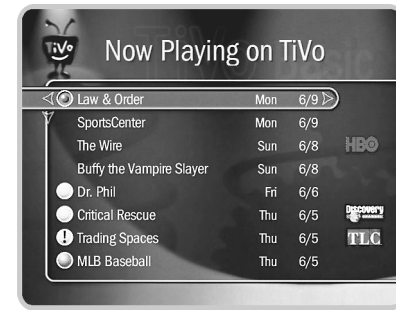 TiVo
Now Playing on TiVo
Law & Order Mon 6/9
SportsCenter Mon 6/9
The Wire Sun 6/8 HBO
Buffy the Vampire Slayer Sun 6/8
Dr. Phil Fri 6/6
Critical Rescue Thu 6/5 Discovery CHANNEL
! Trading Spaces Thu 6/5 TLC
MLB Baseball Thu 6/5